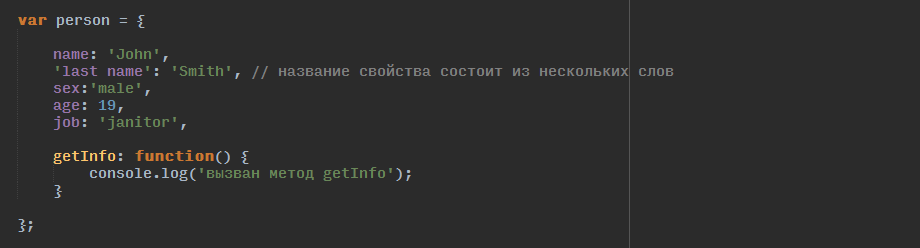 var person = {
name: 'John',
'last name': 'Smith', // название свойства состоит из нескольких слов
sex:'male',
age: 19,
job: 'janitor',
getInfo: function() {
console.log('вызван метод getInfo');
}
};